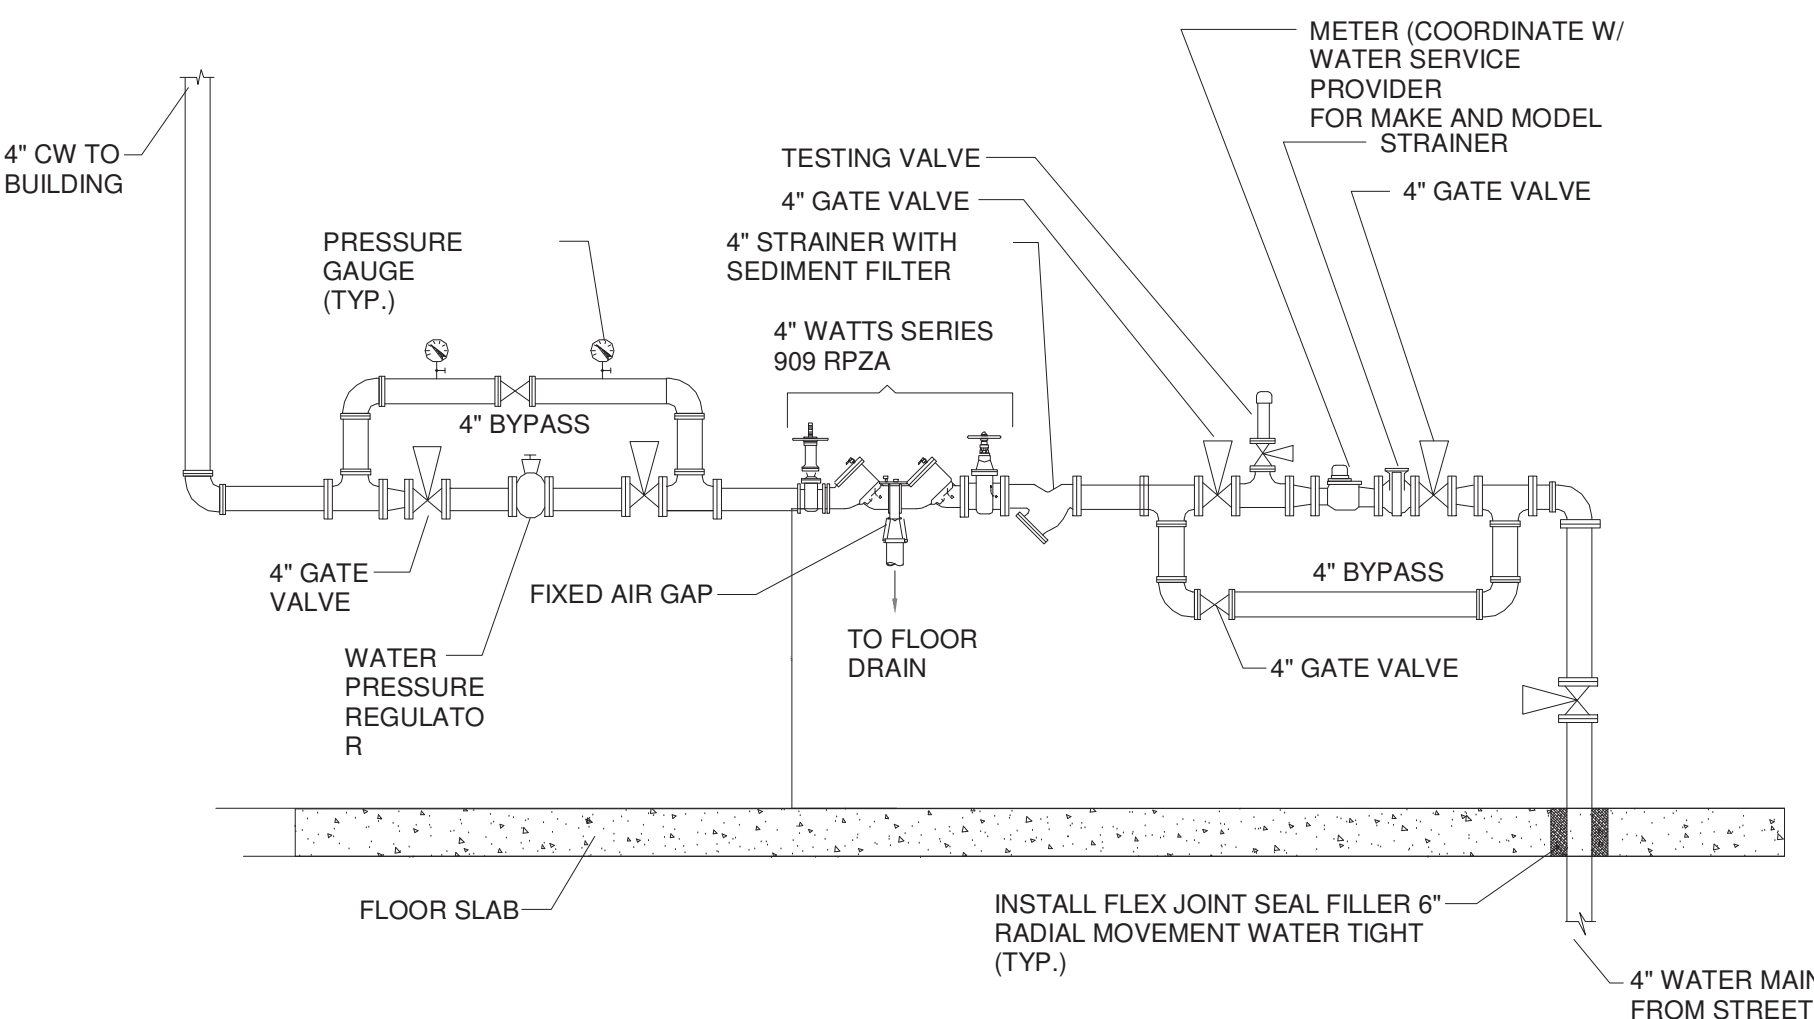 METER (COORDINATE W/
WATER SERVICE
PROVIDER
FOR MAKE AND MODEL
STRAINER
4" GATE VALVE
4" CW TO
BUILDING
TESTING VALVE
4" GATE VALVE
4" STRAINER WITH
SEDIMENT FILTER
PRESSURE
GAUGE
(TYP.)
4" WATTS SERIES
909 RPZA
4" BYPASS
4" GATE
VALVE
FIXED AIR GAP
4" BYPASS
TO FLOOR
DRAIN
4" GATE VALVE
WATER
PRESSURE
REGULATO
R
FLOOR SLAB
INSTALL FLEX JOINT SEAL FILLER 6"
RADIAL MOVEMENT WATER TIGHT
(TYP.)
4" WATER MAIN
FROM STREET